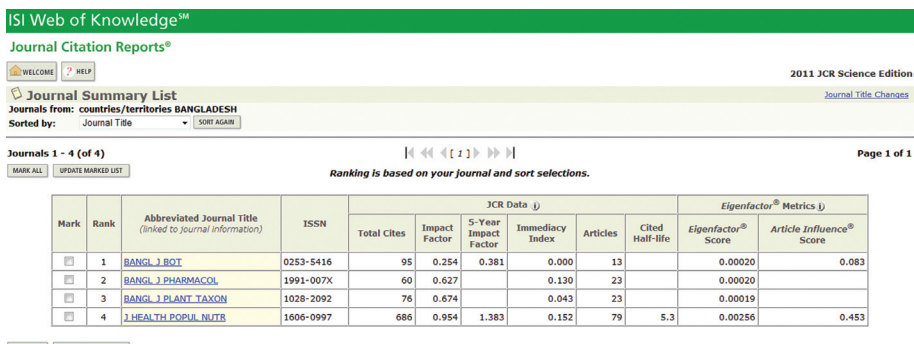 ISI Web of Knowledge℠
Journal Citation Reports®
WELCOME ? HELP
2011 JCR Science Edition
Journal Summary List
Journal Title Changes
Journals from: countries/territories BANGLADESH
Sorted by: Journal Title SORT AGAIN
Journals 1 - 4 (of 4)
[ 1 ]
Page 1 of 1
MARK ALL UPDATE MARKED LIST
Ranking is based on your journal and sort selections.
Mark Rank Abbreviated Journal Title (linked to journal information) ISSN JCR Data i Eigenfactor® Metrics i
Total Cites Impact Factor 5-Year Impact Factor Immediacy Index Articles Cited Half-life Eigenfactor® Score Article Influence® Score
1 BANGL J BOT 0253-5416 95 0.254 0.381 0.000 13 0.00020 0.083
2 BANGL J PHARMACOL 1991-007X 60 0.627 0.130 23 0.00020
3 BANGL J PLANT TAXON 1028-2092 76 0.674 0.043 23 0.00019
4 J HEALTH POPUL NUTR 1606-0997 686 0.954 1.383 0.152 79 5.3 0.00256 0.453